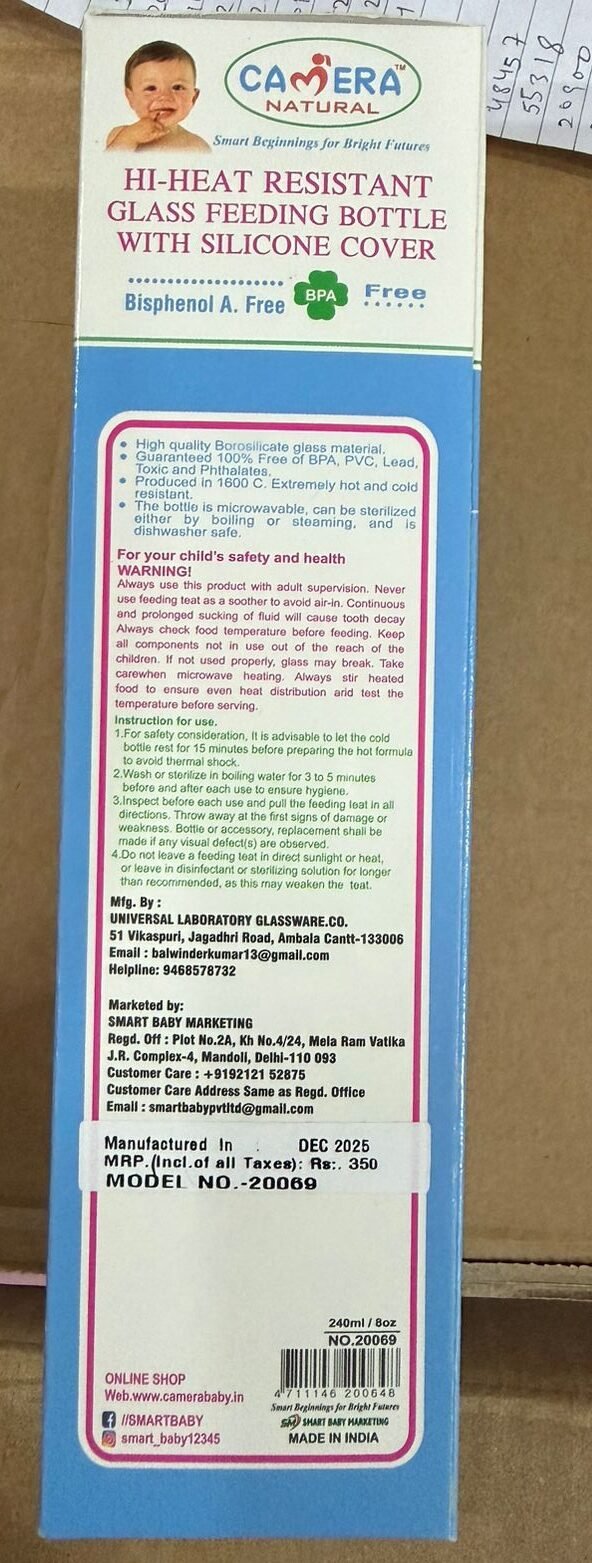 48457
55318
20900
CAMERA™
NATURAL
Smart Beginnings for Bright Futures
HI-HEAT RESISTANT
GLASS FEEDING BOTTLE
WITH SILICONE COVER
Bisphenol A. Free BPA Free
• High quality Borosilicate glass material.
• Guaranteed 100% Free of BPA, PVC, Lead,
Toxic and Phthalates.
• Produced in 1600 C. Extremely hot and cold
resistant.
• The bottle is microwavable, can be sterilized
either by boiling or steaming, and is
dishwasher safe.
For your child's safety and health
WARNING!
Always use this product with adult supervision. Never
use feeding teat as a soother to avoid air-in. Continuous
and prolonged sucking of fluid will cause tooth decay
Always check food temperature before feeding. Keep
all components not in use out of the reach of the
children. If not used properly, glass may break. Take
carewhen microwave heating. Always stir heated
food to ensure even heat distribution arid test the
temperature before serving.
Instruction for use.
1.For safety consideration, It is advisable to let the cold
bottle rest for 15 minutes before preparing the hot formula
to avoid thermal shock.
2.Wash or sterilize in boiling water for 3 to 5 minutes
before and after each use to ensure hygiene.
3.Inspect before each use and pull the feeding teat in all
directions. Throw away at the first signs of damage or
weakness. Bottle or accessory, replacement shall be
made if any visual defect(s) are observed.
4.Do not leave a feeding teat in direct sunlight or heat,
or leave in disinfectant or sterilizing solution for longer
than recommended, as this may weaken the teat.
Mfg. By :
UNIVERSAL LABORATORY GLASSWARE.CO.
51 Vikaspuri, Jagadhri Road, Ambala Cantt-133006
Email : balwinderkumar13@gmail.com
Helpline: 9468578732
Marketed by:
SMART BABY MARKETING
Regd. Off : Plot No.2A, Kh No.4/24, Mela Ram Vatika
J.R. Complex-4, Mandoli, Delhi-110 093
Customer Care : +9192121 52875
Customer Care Address Same as Regd. Office
Email : smartbabypvtltd@gmail.com
Manufactured In : DEC 2025
MRP.(Incl.of all Taxes): Rs:. 350
MODEL NO.-20069
240ml / 8oz
NO.20069
4 711146 200648
Smart Beginnings for Bright Futures
SM SMART BABY MARKETING
MADE IN INDIA
ONLINE SHOP
Web.www.camerababy.in
//SMARTBABY
smart_baby12345